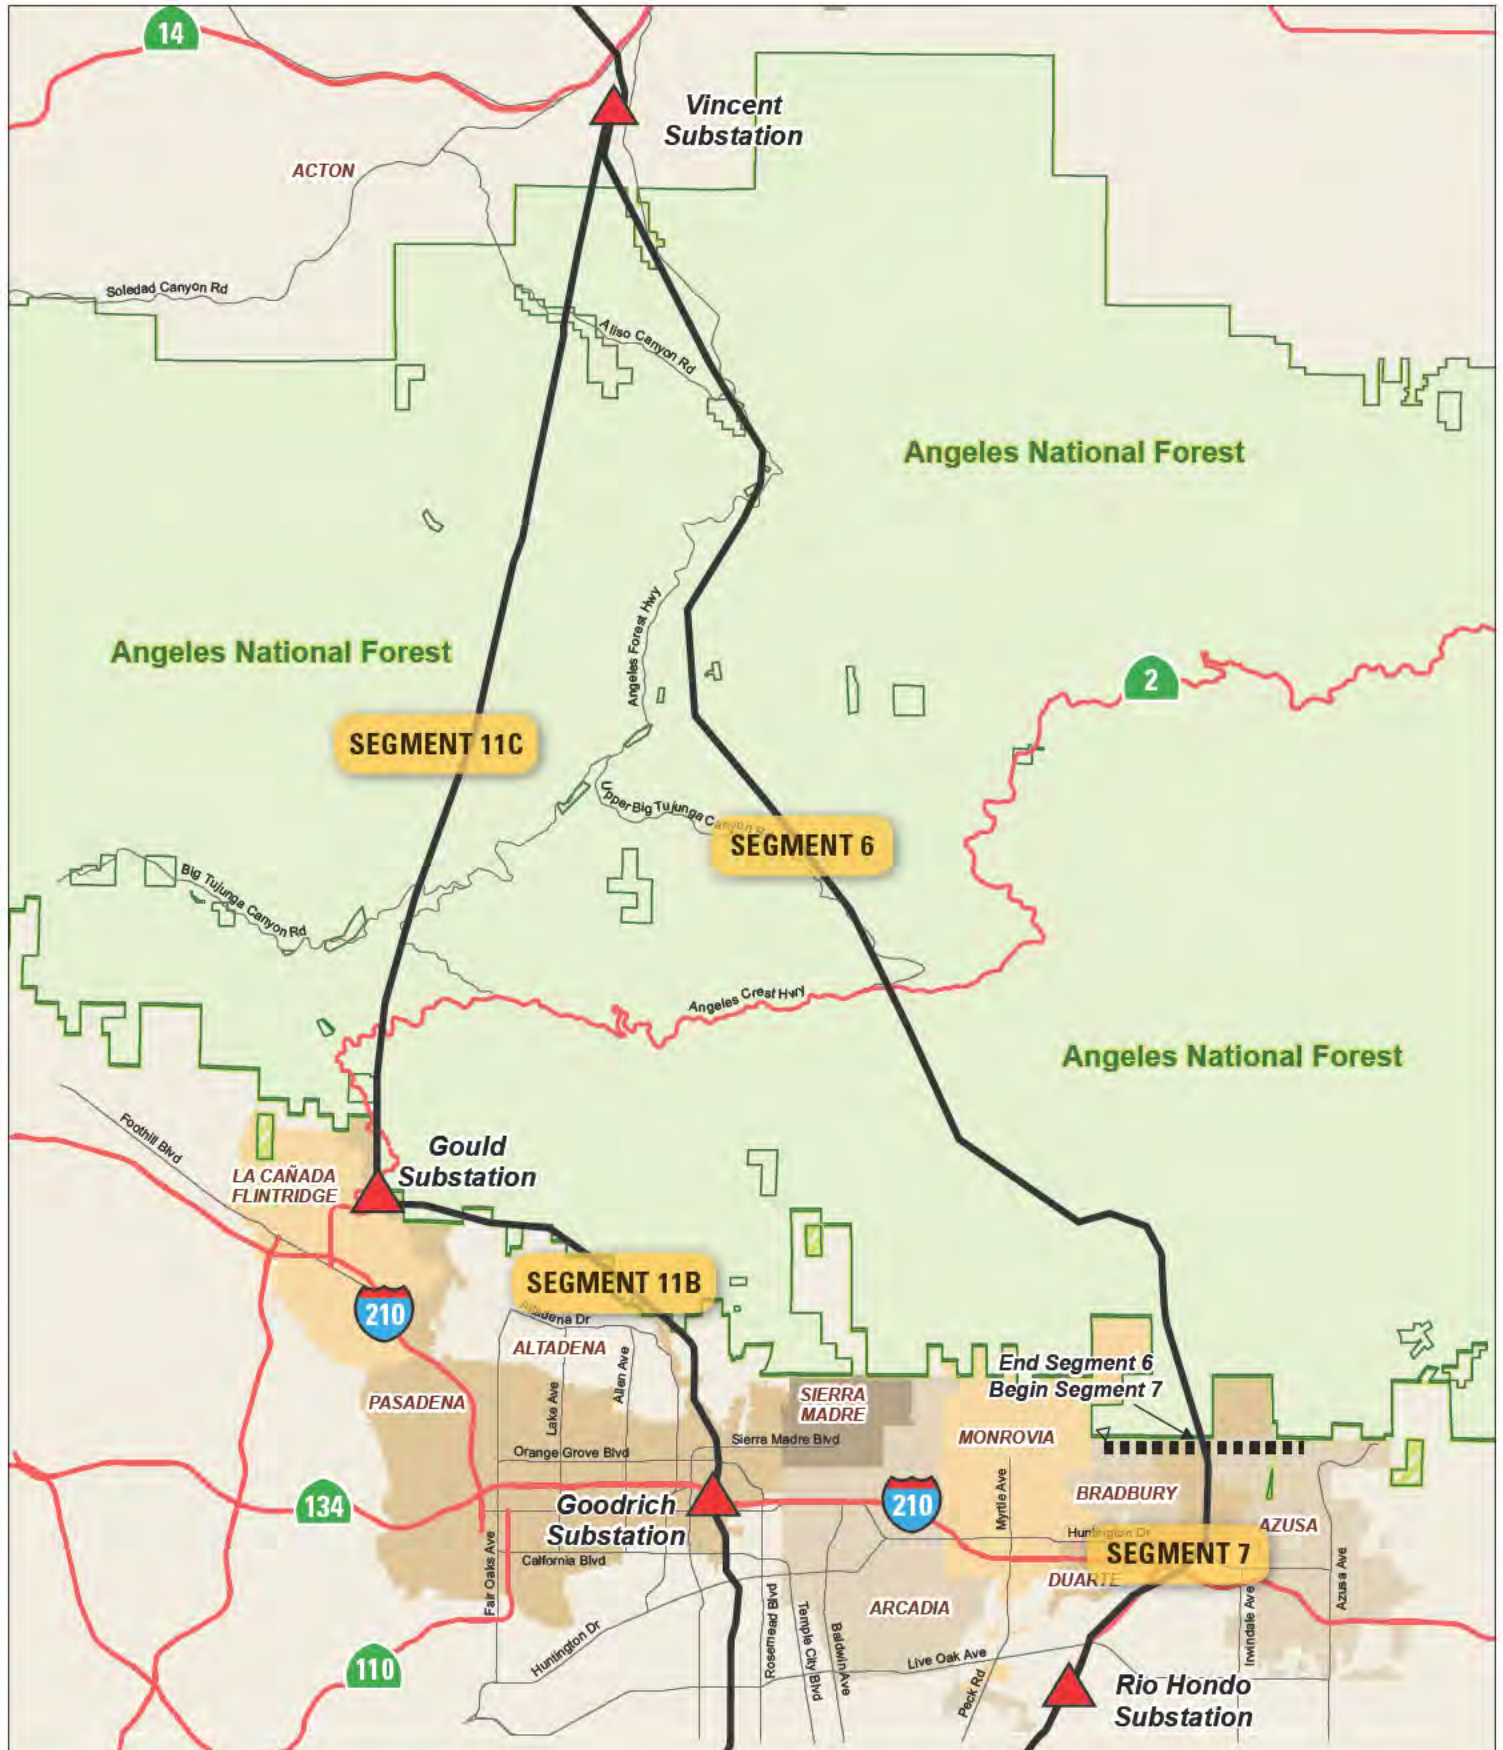 14
Vincent
Substation
ACTON
Soledad Canyon Rd
Aliso Canyon Rd
Angeles National Forest
Angeles Forest Hwy
Angeles National Forest
2
SEGMENT 11C
Upper Big Tujunga Canyon Rd
SEGMENT 6
Big Tujunga Canyon Rd
Angeles Crest Hwy
Angeles National Forest
Foothill Blvd
Gould
Substation
LA CAÑADA
FLINTRIDGE
SEGMENT 11B
210
Altadena Dr
ALTADENA
End Segment 6
Begin Segment 7
Allen Ave
Lake Ave
PASADENA
SIERRA
MADRE
MONROVIA
Sierra Madre Blvd
Orange Grove Blvd
BRADBURY
134
Goodrich
Substation
210
Myrtle Ave
AZUSA
Huntington Dr
SEGMENT 7
Calfornia Blvd
Fair Oaks Ave
DUARTE
Azusa Ave
ARCADIA
Irwindale Ave
Rosemead Blvd
Temple City Blvd
Baldwin Ave
Huntington Dr
Live Oak Ave
110
Peck Rd
Rio Hondo
Substation